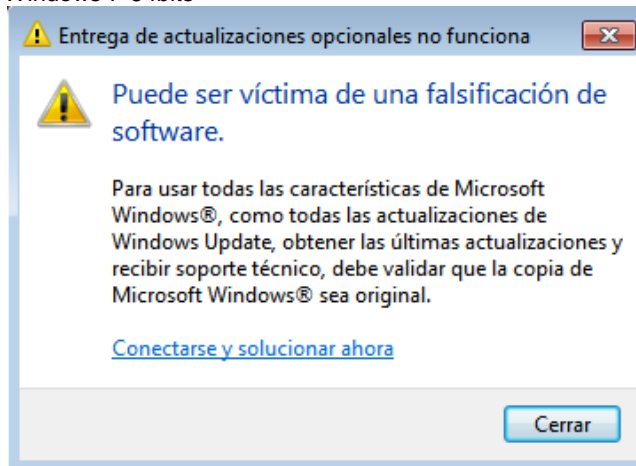 Entrega de actualizaciones opcionales no funciona
Puede ser víctima de una falsificación de
software.
Para usar todas las características de Microsoft
Windows®, como todas las actualizaciones de
Windows Update, obtener las últimas actualizaciones y
recibir soporte técnico, debe validar que la copia de
Microsoft Windows® sea original.
Conectarse y solucionar ahora
Cerrar